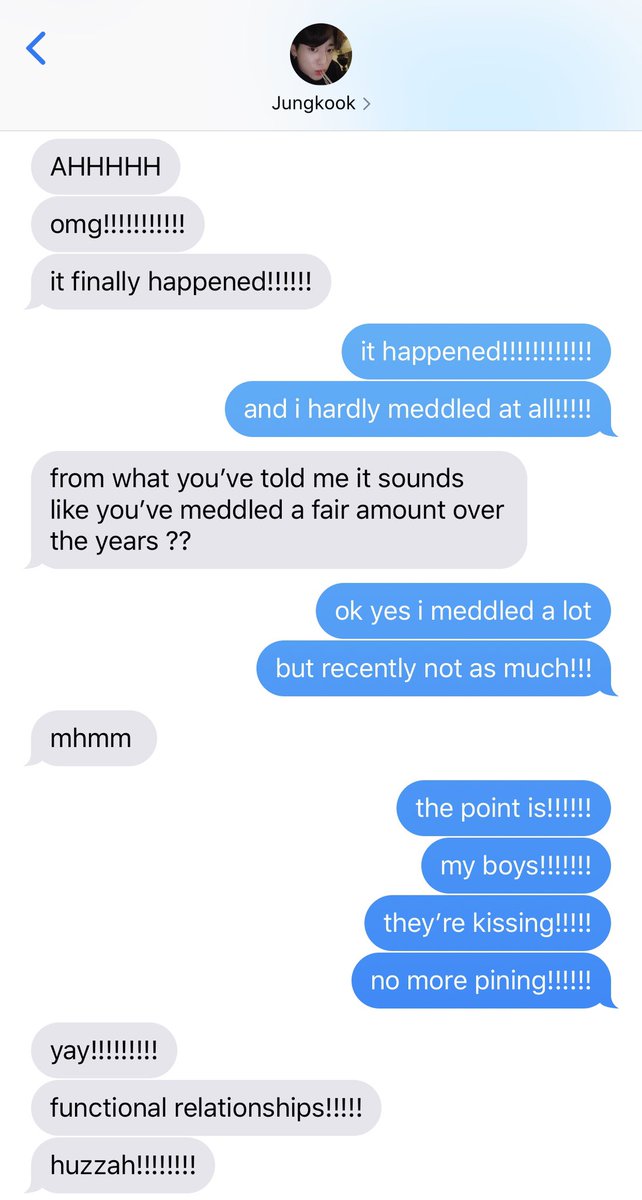 Jungkook
AHHHHH
omg!!!!!!!!!!!
it finally happened!!!!!!
it happened!!!!!!!!!!!!
and i hardly meddled at all!!!!!
from what you’ve told me it sounds
like you’ve meddled a fair amount over
the years ??
ok yes i meddled a lot
but recently not as much!!!
mhmm
the point is!!!!!!
my boys!!!!!!!
they’re kissing!!!!!
no more pining!!!!!!
yay!!!!!!!!!
functional relationships!!!!!
huzzah!!!!!!!!